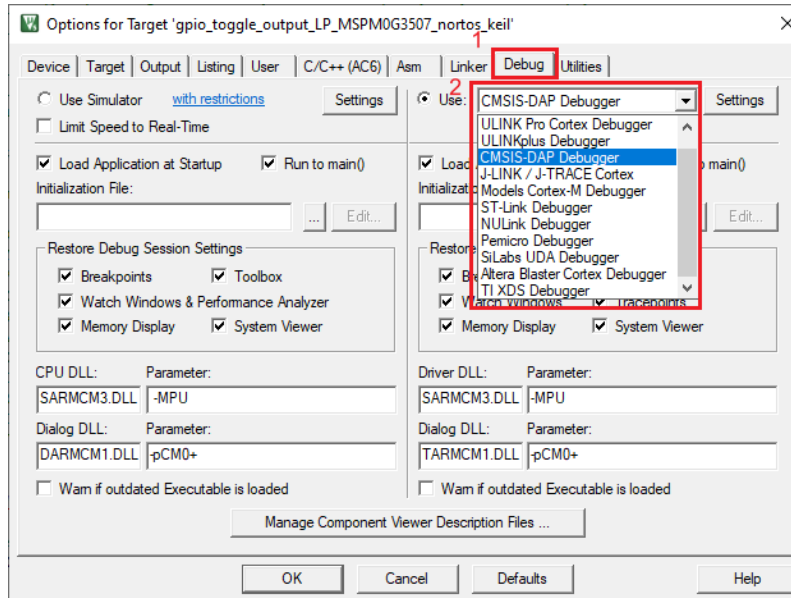 Options for Target 'gpio_toggle_output_LP_MSPM0G3507_nortos_keil'
1
Device Target Output Listing User C/C++ (AC6) Asm Linker Debug Utilities
2
Use Simulator with restrictions Settings
Limit Speed to Real-Time
Load Application at Startup Run to main()
Initialization File:
... Edit...
Restore Debug Session Settings
Breakpoints Toolbox
Watch Windows & Performance Analyzer
Memory Display System Viewer
CPU DLL: Parameter:
SARMCM3.DLL -MPU
Dialog DLL: Parameter:
DARMCM1.DLL -pCM0+
Warn if outdated Executable is loaded
Use: CMSIS-DAP Debugger Settings
ULINK Pro Cortex Debugger
ULINKplus Debugger
CMSIS-DAP Debugger
J-LINK / J-TRACE Cortex
Models Cortex-M Debugger
ST-Link Debugger
NULink Debugger
Pemicro Debugger
SiLabs UDA Debugger
Altera Blaster Cortex Debugger
TI XDS Debugger
main()
Edit...
Memory Display System Viewer
Driver DLL: Parameter:
SARMCM3.DLL -MPU
Dialog DLL: Parameter:
TARMCM1.DLL -pCM0+
Warn if outdated Executable is loaded
Manage Component Viewer Description Files ...
OK Cancel Defaults Help